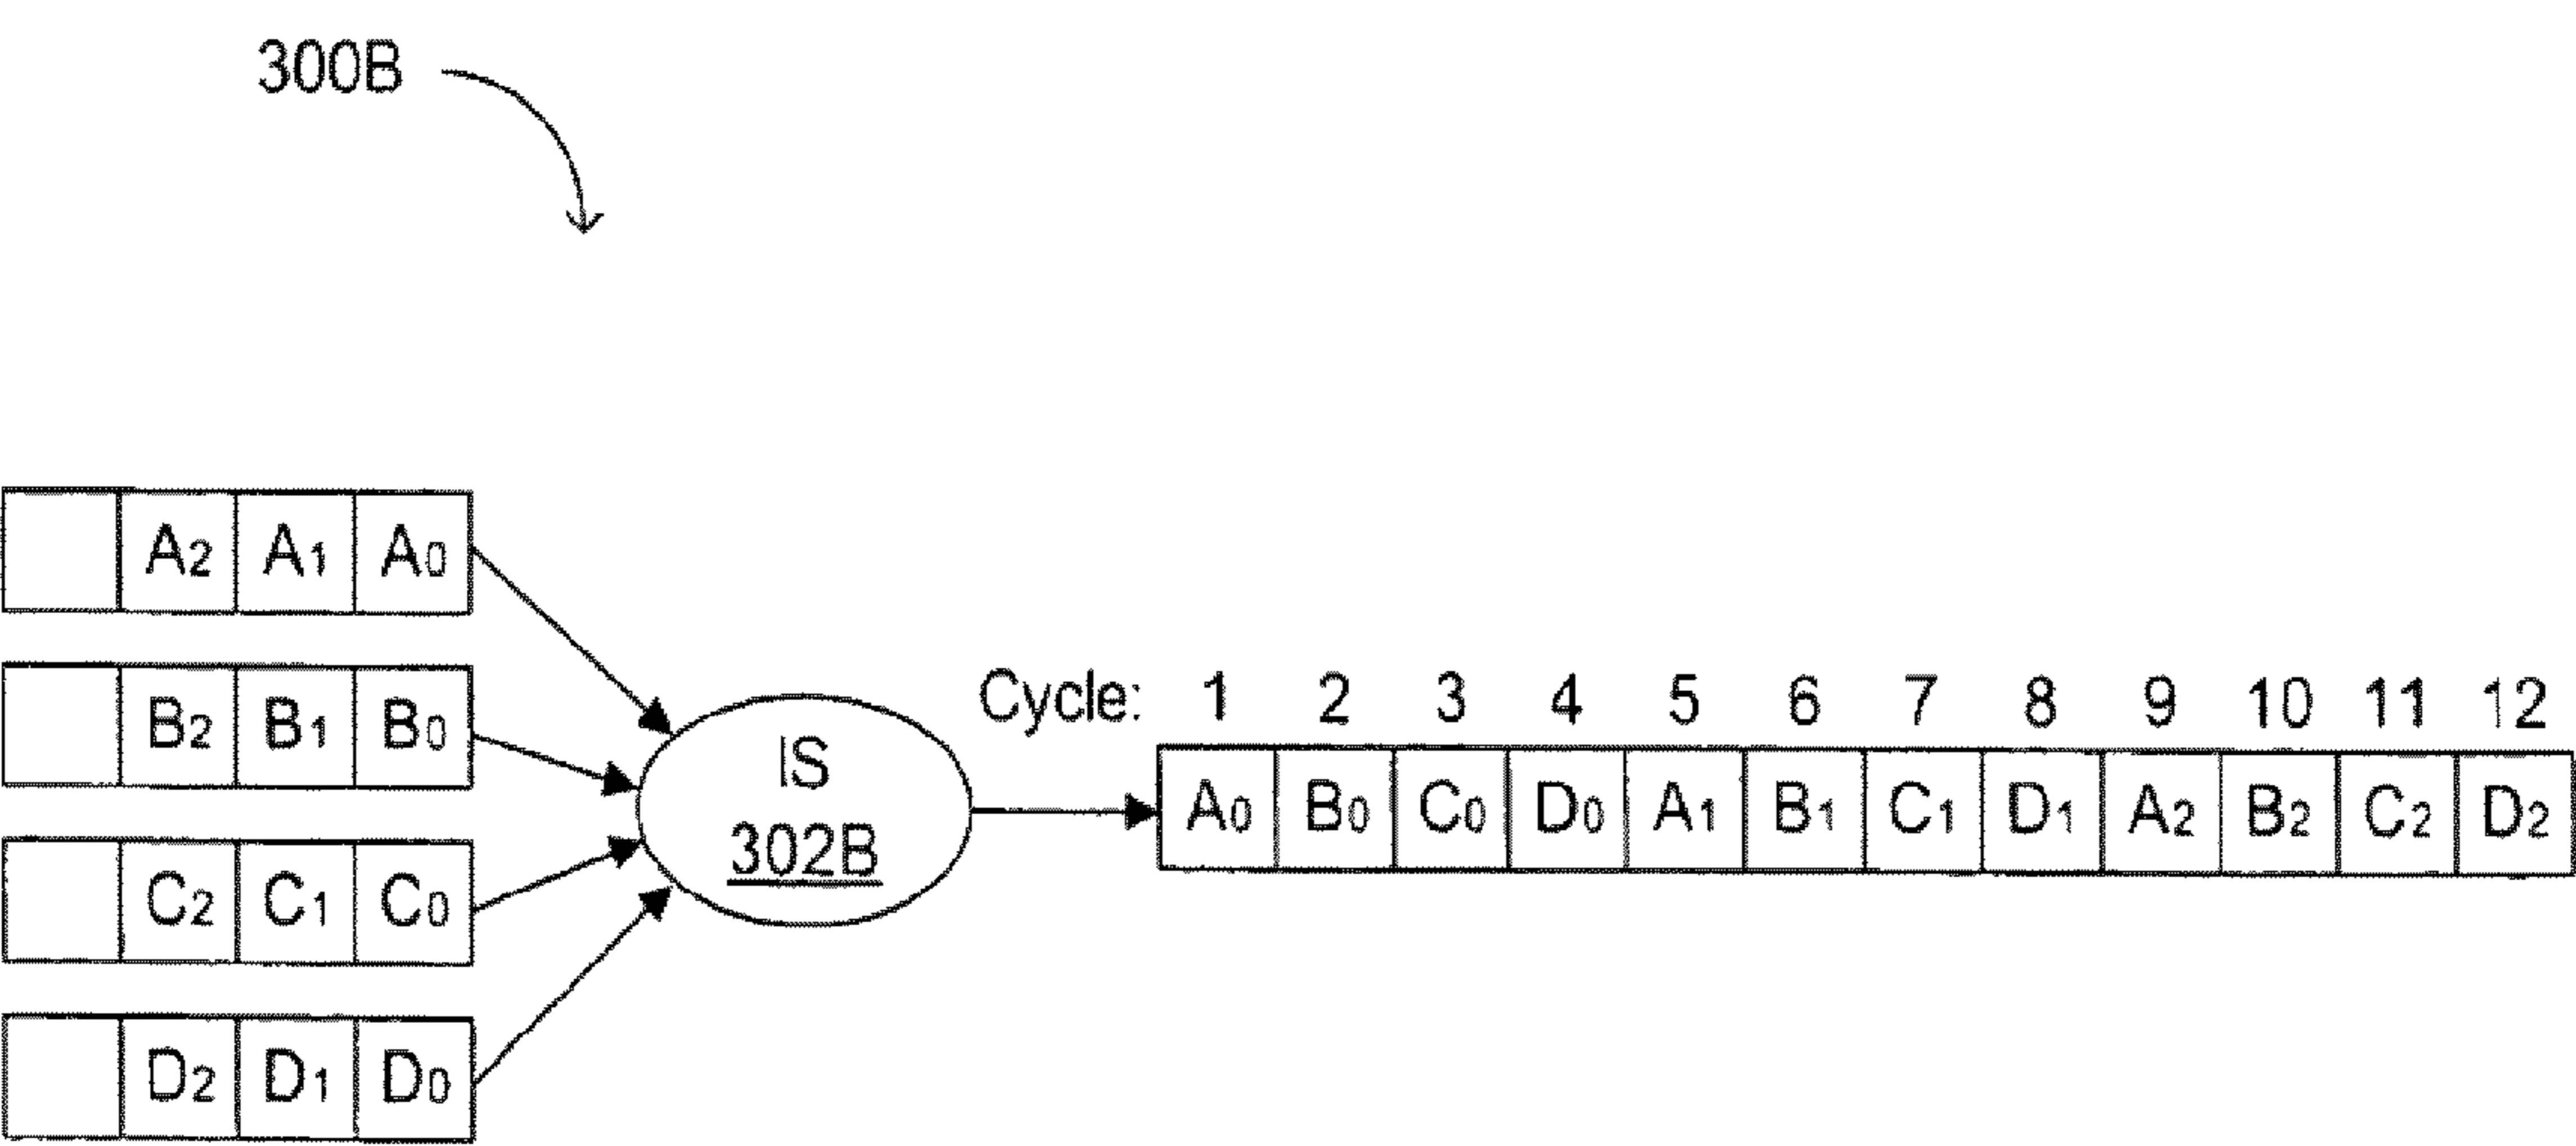 300B
A2 A1 A0
B2 B1 B0
C2 C1 C0
D2 D1 D0
IS
302B
Cycle: 1 2 3 4 5 6 7 8 9 10 11 12
A0 B0 C0 D0 A1 B1 C1 D1 A2 B2 C2 D2